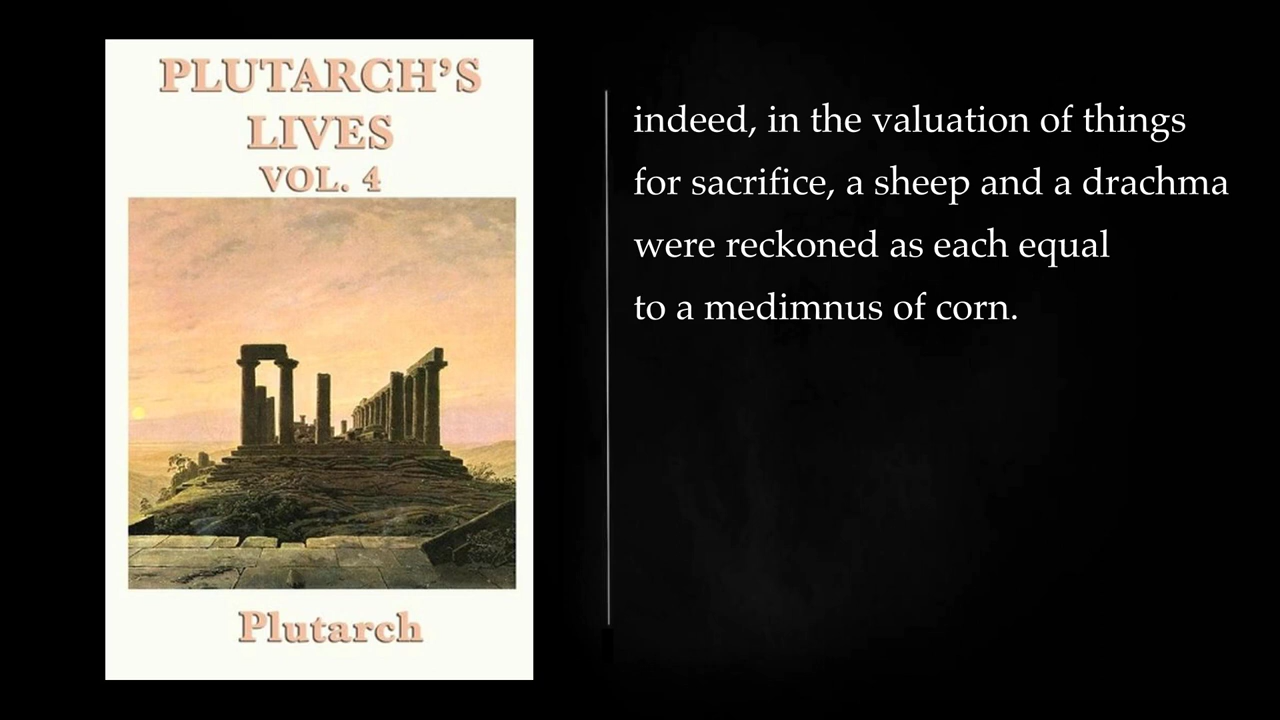 PLUTARCH'S
LIVES
VOL. 4
Plutarch
indeed, in the valuation of things
for sacrifice, a sheep and a drachma
were reckoned as each equal
to a medimnus of corn.